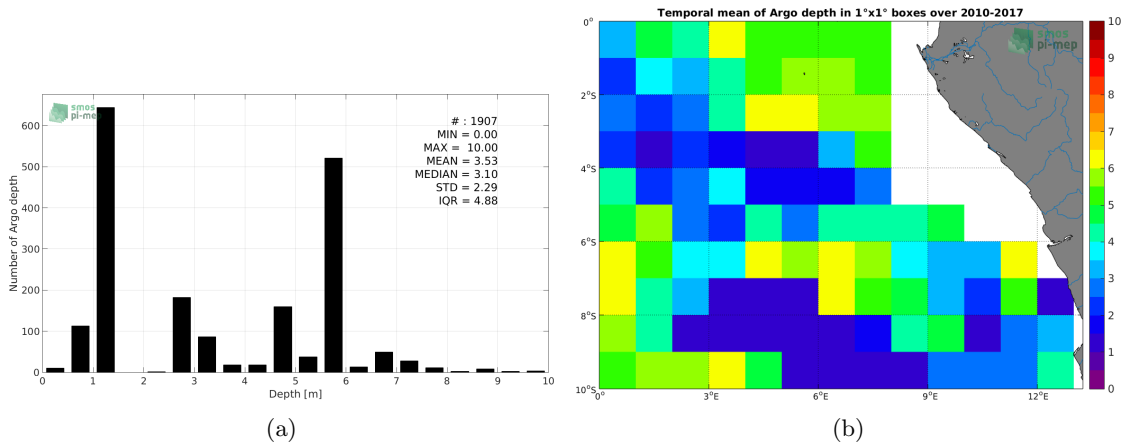 Temporal mean of Argo depth in 1°x1° boxes over 2010-2017
smos
pi-mep
# : 1907
MIN = 0.00
MAX = 10.00
MEAN = 3.53
MEDIAN = 3.10
STD = 2.29
IQR = 4.88
Number of Argo depth
600
500
400
300
200
100
0
0 1 2 3 4 5 6 7 8 9 10
Depth [m]
(a)
smos
pi-mep
0°
2°S
4°S
6°S
8°S
10°S
0° 3°E 6°E 9°E 12°E
10
9
8
7
6
5
4
3
2
1
0
(b)